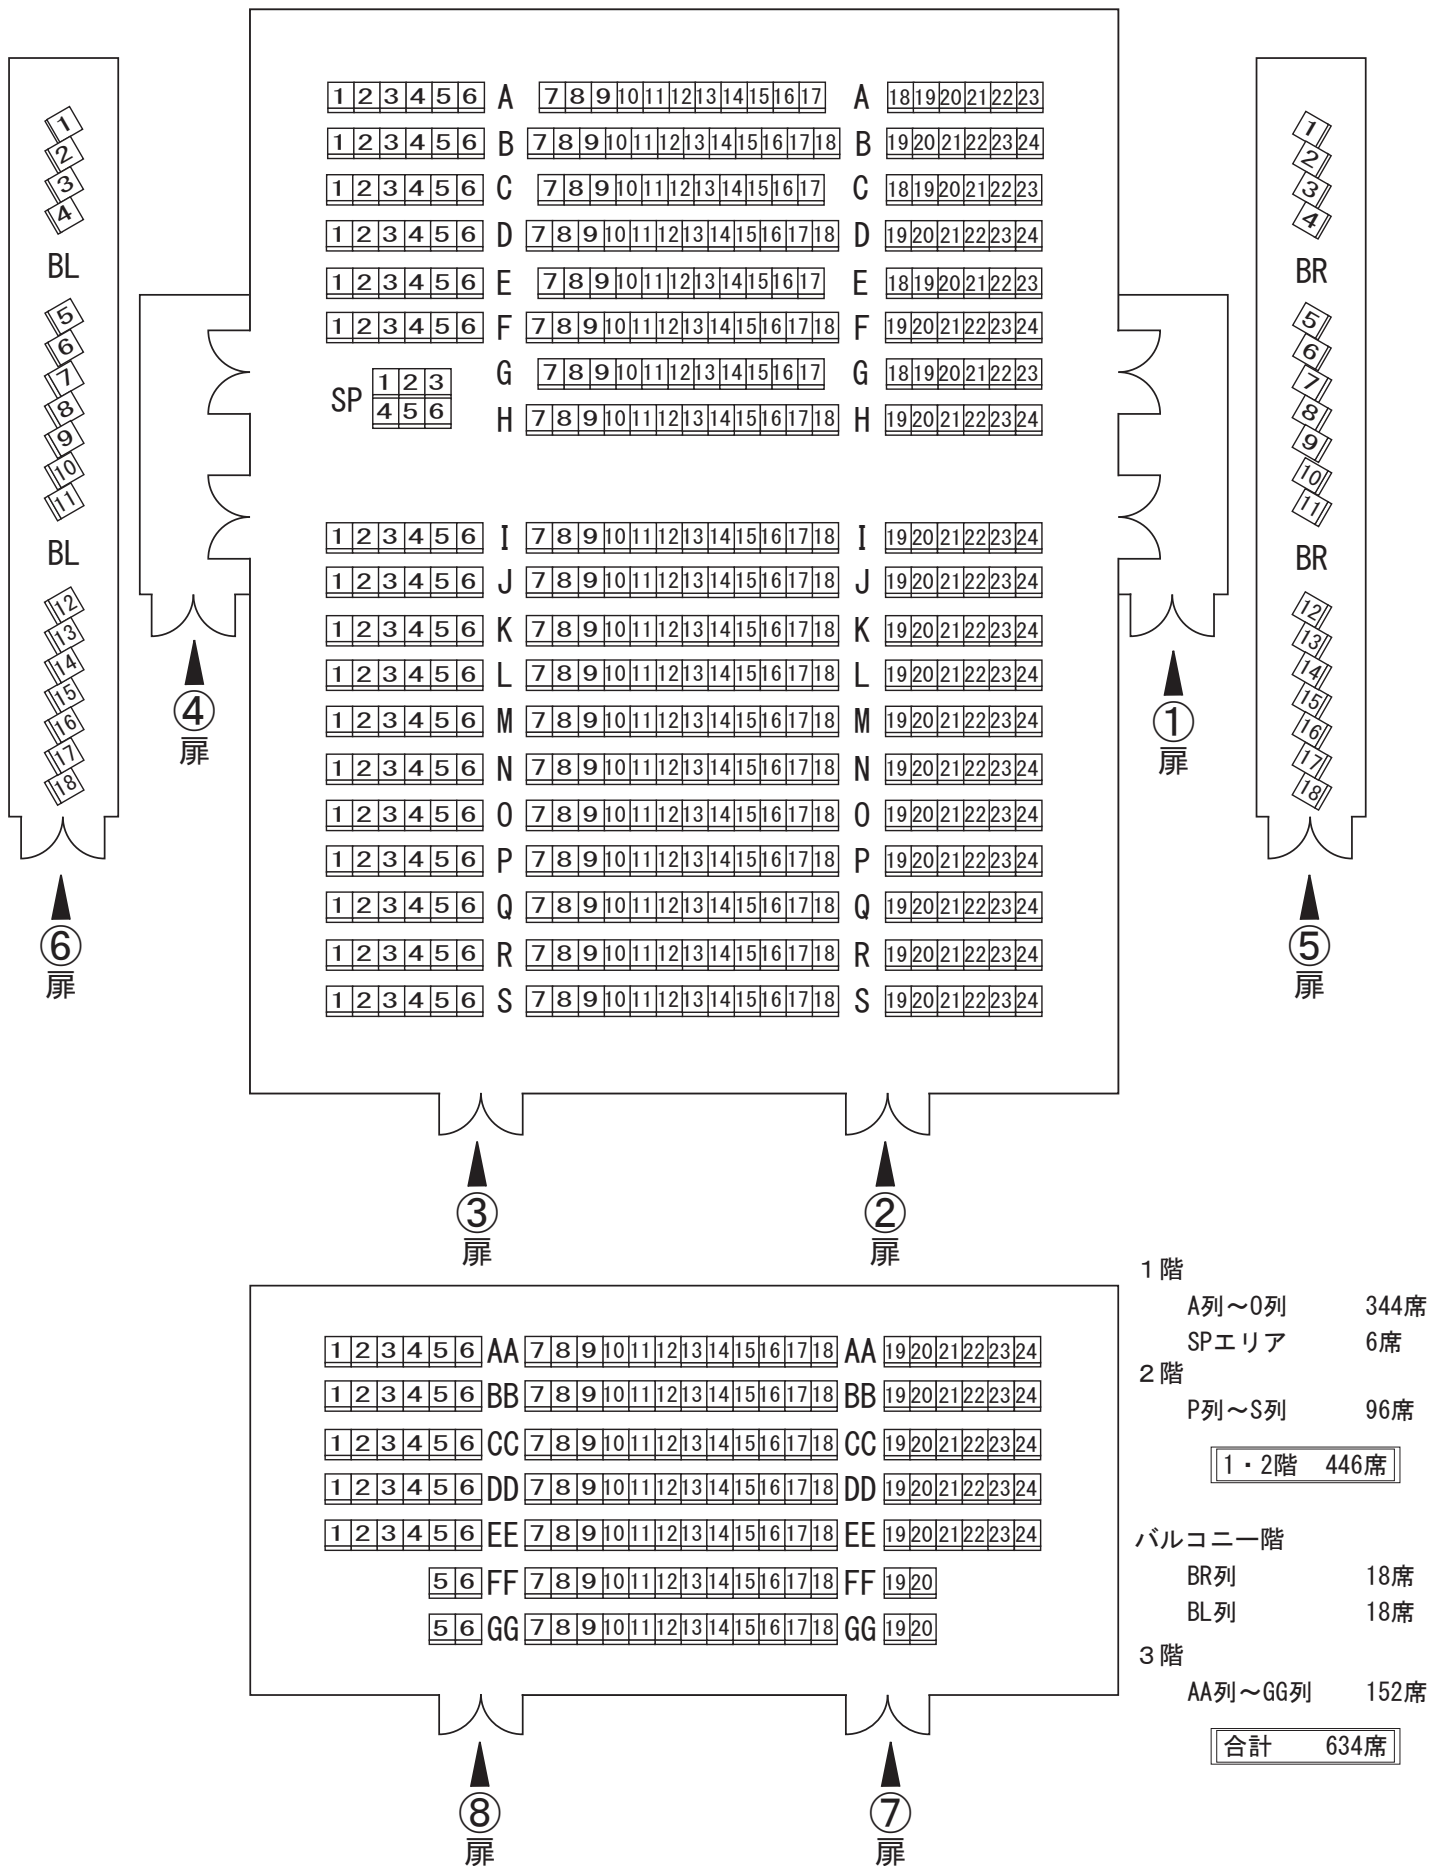 1 2 3 4 5 6 A 7 8 9 10 11 12 13 14 15 16 17 A 18 19 20 21 22 23
1 2 3 4 5 6 B 7 8 9 10 11 12 13 14 15 16 17 18 B 19 20 21 22 23 24
1 2 3 4 5 6 C 7 8 9 10 11 12 13 14 15 16 17 C 18 19 20 21 22 23
1 2 3 4 5 6 D 7 8 9 10 11 12 13 14 15 16 17 18 D 19 20 21 22 23 24
1 2 3 4 5 6 E 7 8 9 10 11 12 13 14 15 16 17 E 18 19 20 21 22 23
1 2 3 4 5 6 F 7 8 9 10 11 12 13 14 15 16 17 18 F 19 20 21 22 23 24
G 7 8 9 10 11 12 13 14 15 16 17 G 18 19 20 21 22 23
SP
1 2 3
4 5 6
H 7 8 9 10 11 12 13 14 15 16 17 18 H 19 20 21 22 23 24
1 2 3 4 5 6 I 7 8 9 10 11 12 13 14 15 16 17 18 I 19 20 21 22 23 24
1 2 3 4 5 6 J 7 8 9 10 11 12 13 14 15 16 17 18 J 19 20 21 22 23 24
1 2 3 4 5 6 K 7 8 9 10 11 12 13 14 15 16 17 18 K 19 20 21 22 23 24
1 2 3 4 5 6 L 7 8 9 10 11 12 13 14 15 16 17 18 L 19 20 21 22 23 24
1 2 3 4 5 6 M 7 8 9 10 11 12 13 14 15 16 17 18 M 19 20 21 22 23 24
1 2 3 4 5 6 N 7 8 9 10 11 12 13 14 15 16 17 18 N 19 20 21 22 23 24
1 2 3 4 5 6 O 7 8 9 10 11 12 13 14 15 16 17 18 O 19 20 21 22 23 24
1 2 3 4 5 6 P 7 8 9 10 11 12 13 14 15 16 17 18 P 19 20 21 22 23 24
1 2 3 4 5 6 Q 7 8 9 10 11 12 13 14 15 16 17 18 Q 19 20 21 22 23 24
1 2 3 4 5 6 R 7 8 9 10 11 12 13 14 15 16 17 18 R 19 20 21 22 23 24
1 2 3 4 5 6 S 7 8 9 10 11 12 13 14 15 16 17 18 S 19 20 21 22 23 24
1
2
3
4
BL
5
6
7
8
9
10
11
BL
12
13
14
15
16
17
18
⑥
扉
④
扉
①
扉
1
2
3
4
BR
5
6
7
8
9
10
11
BR
12
13
14
15
16
17
18
⑤
扉
③
扉
②
扉
1 2 3 4 5 6 AA 7 8 9 10 11 12 13 14 15 16 17 18 AA 19 20 21 22 23 24
1 2 3 4 5 6 BB 7 8 9 10 11 12 13 14 15 16 17 18 BB 19 20 21 22 23 24
1 2 3 4 5 6 CC 7 8 9 10 11 12 13 14 15 16 17 18 CC 19 20 21 22 23 24
1 2 3 4 5 6 DD 7 8 9 10 11 12 13 14 15 16 17 18 DD 19 20 21 22 23 24
1 2 3 4 5 6 EE 7 8 9 10 11 12 13 14 15 16 17 18 EE 19 20 21 22 23 24
5 6 FF 7 8 9 10 11 12 13 14 15 16 17 18 FF 19 20
5 6 GG 7 8 9 10 11 12 13 14 15 16 17 18 GG 19 20
⑧
扉
⑦
扉
1階
A列～O列 344席
SPエリア 6席
2階
P列～S列 96席
1・2階 446席
バルコニー階
BR列 18席
BL列 18席
3階
AA列～GG列 152席
合計 634席